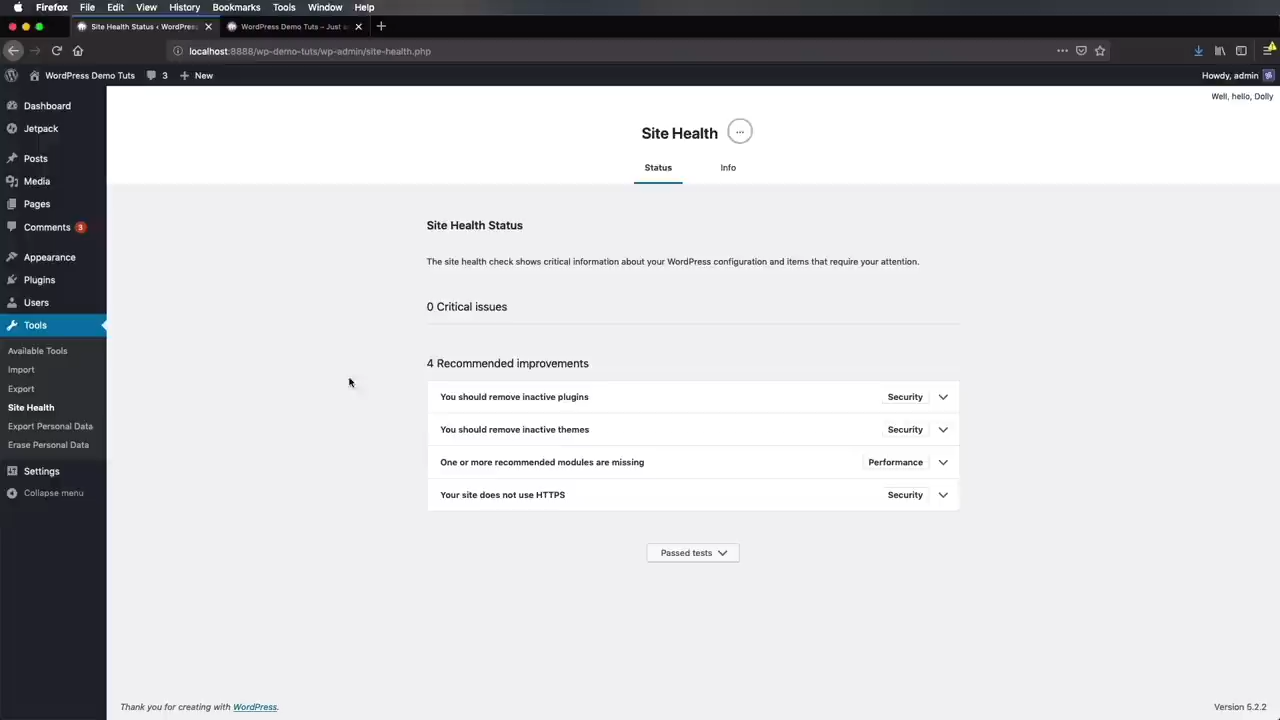 Firefox File Edit View History Bookmarks Tools Window Help
Site Health Status ‹ WordPress
WordPress Demo Tuts – Just
localhost:8888/wp-demo-tuts/wp-admin/site-health.php
WordPress Demo Tuts 3 + New
Howdy, admin
Well, hello, Dolly
Dashboard
Jetpack
Posts
Media
Pages
Comments 3
Appearance
Plugins
Users
Tools
Available Tools
Import
Export
Site Health
Export Personal Data
Erase Personal Data
Settings
Collapse menu
Site Health ...
Status Info
Site Health Status
The site health check shows critical information about your WordPress configuration and items that require your attention.
0 Critical issues
4 Recommended improvements
You should remove inactive plugins Security
You should remove inactive themes Security
One or more recommended modules are missing Performance
Your site does not use HTTPS Security
Passed tests
Thank you for creating with WordPress.
Version 5.2.2